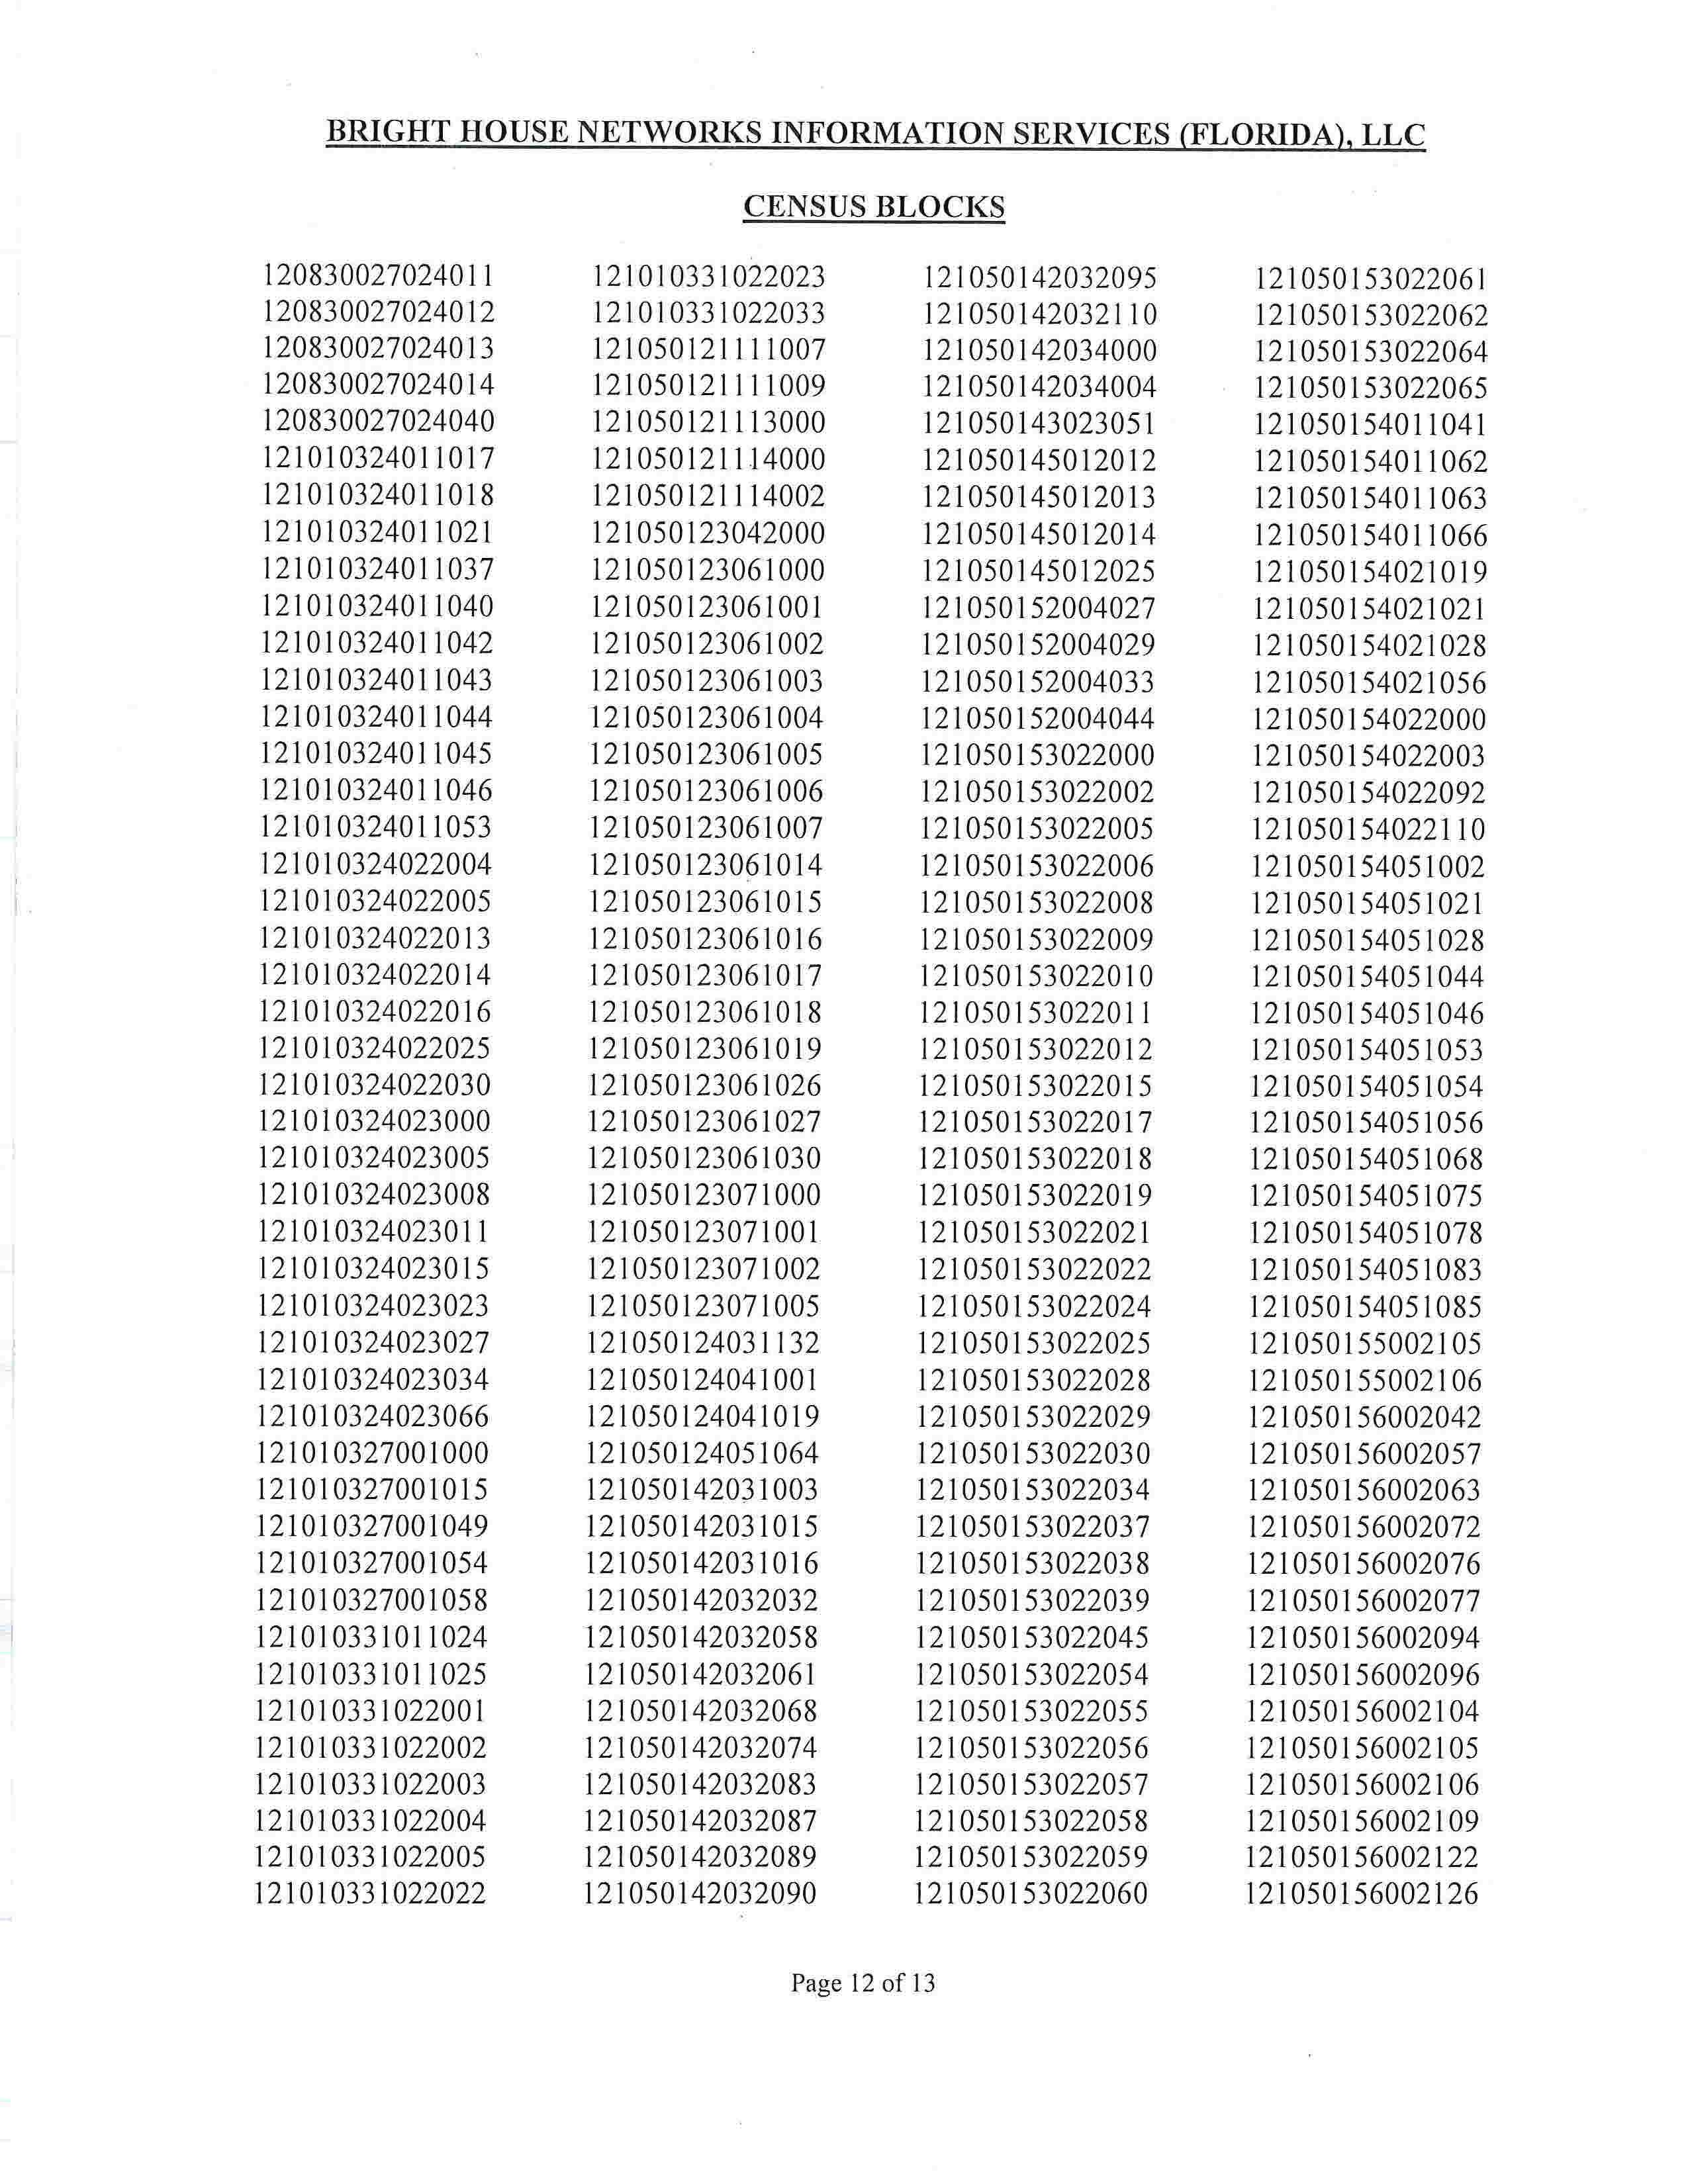 BRIGHT HOUSE NETWORKS INFORMATION SERVICES (FLORIDA), LLC
CENSUS BLOCKS
120830027024011 121010331022023 121050142032095 121050153022061
120830027024012 121010331022033 121050142032110 121050153022062
120830027024013 121050121111007 121050142034000 121050153022064
120830027024014 121050121111009 121050142034004 121050153022065
120830027024040 121050121113000 121050143023051 121050154011041
121010324011017 121050121114000 121050145012012 121050154011062
121010324011018 121050121114002 121050145012013 121050154011063
121010324011021 121050123042000 121050145012014 121050154011066
121010324011037 121050123061000 121050145012025 121050154021019
121010324011040 121050123061001 121050152004027 121050154021021
121010324011042 121050123061002 121050152004029 121050154021028
121010324011043 121050123061003 121050152004033 121050154021056
121010324011044 121050123061004 121050152004044 121050154022000
121010324011045 121050123061005 121050153022000 121050154022003
121010324011046 121050123061006 121050153022002 121050154022092
121010324011053 121050123061007 121050153022005 121050154022110
121010324022004 121050123061014 121050153022006 121050154051002
121010324022005 121050123061015 121050153022008 121050154051021
121010324022013 121050123061016 121050153022009 121050154051028
121010324022014 121050123061017 121050153022010 121050154051044
121010324022016 121050123061018 121050153022011 121050154051046
121010324022025 121050123061019 121050153022012 121050154051053
121010324022030 121050123061026 121050153022015 121050154051054
121010324023000 121050123061027 121050153022017 121050154051056
121010324023005 121050123061030 121050153022018 121050154051068
121010324023008 121050123071000 121050153022019 121050154051075
121010324023011 121050123071001 121050153022021 121050154051078
121010324023015 121050123071002 121050153022022 121050154051083
121010324023023 121050123071005 121050153022024 121050154051085
121010324023027 121050124031132 121050153022025 121050155002105
121010324023034 121050124041001 121050153022028 121050155002106
121010324023066 121050124041019 121050153022029 121050156002042
121010327001000 121050124051064 121050153022030 121050156002057
121010327001015 121050142031003 121050153022034 121050156002063
121010327001049 121050142031015 121050153022037 121050156002072
121010327001054 121050142031016 121050153022038 121050156002076
121010327001058 121050142032032 121050153022039 121050156002077
121010331011024 121050142032058 121050153022045 121050156002094
121010331011025 121050142032061 121050153022054 121050156002096
121010331022001 121050142032068 121050153022055 121050156002104
121010331022002 121050142032074 121050153022056 121050156002105
121010331022003 121050142032083 121050153022057 121050156002106
121010331022004 121050142032087 121050153022058 121050156002109
121010331022005 121050142032089 121050153022059 121050156002122
121010331022022 121050142032090 121050153022060 121050156002126
Page 12 of 13